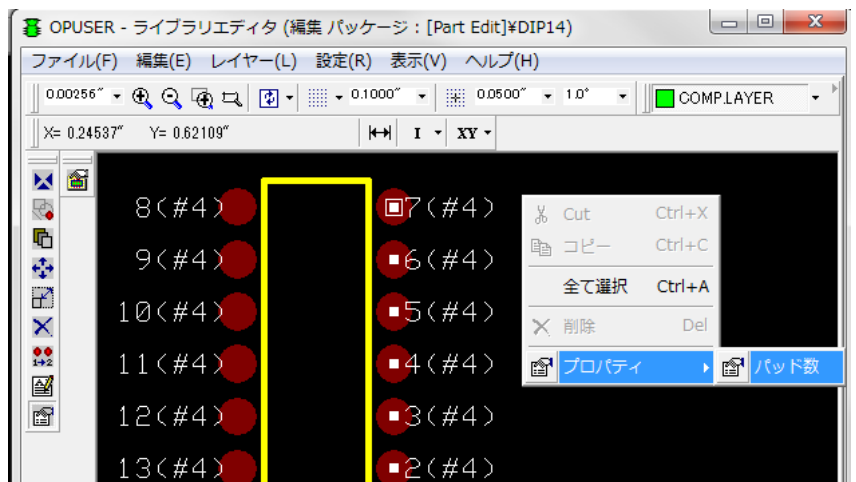 OPUSER - ライブラリエディタ (編集 パッケージ : [Part Edit]¥DIP14)
ファイル(F) 編集(E) レイヤー(L) 設定(R) 表示(V) ヘルプ(H)
0.00256" 0.1000" 0.0500" 1.0° COMP.LAYER
X= 0.24537" Y= 0.62109" I XY
8(#4) 7(#4)
9(#4) 6(#4)
10(#4) 5(#4)
11(#4) 4(#4)
12(#4) 3(#4)
13(#4) 2(#4)
Cut Ctrl+X
コピー Ctrl+C
全て選択 Ctrl+A
削除 Del
プロパティ パッド数
1→2